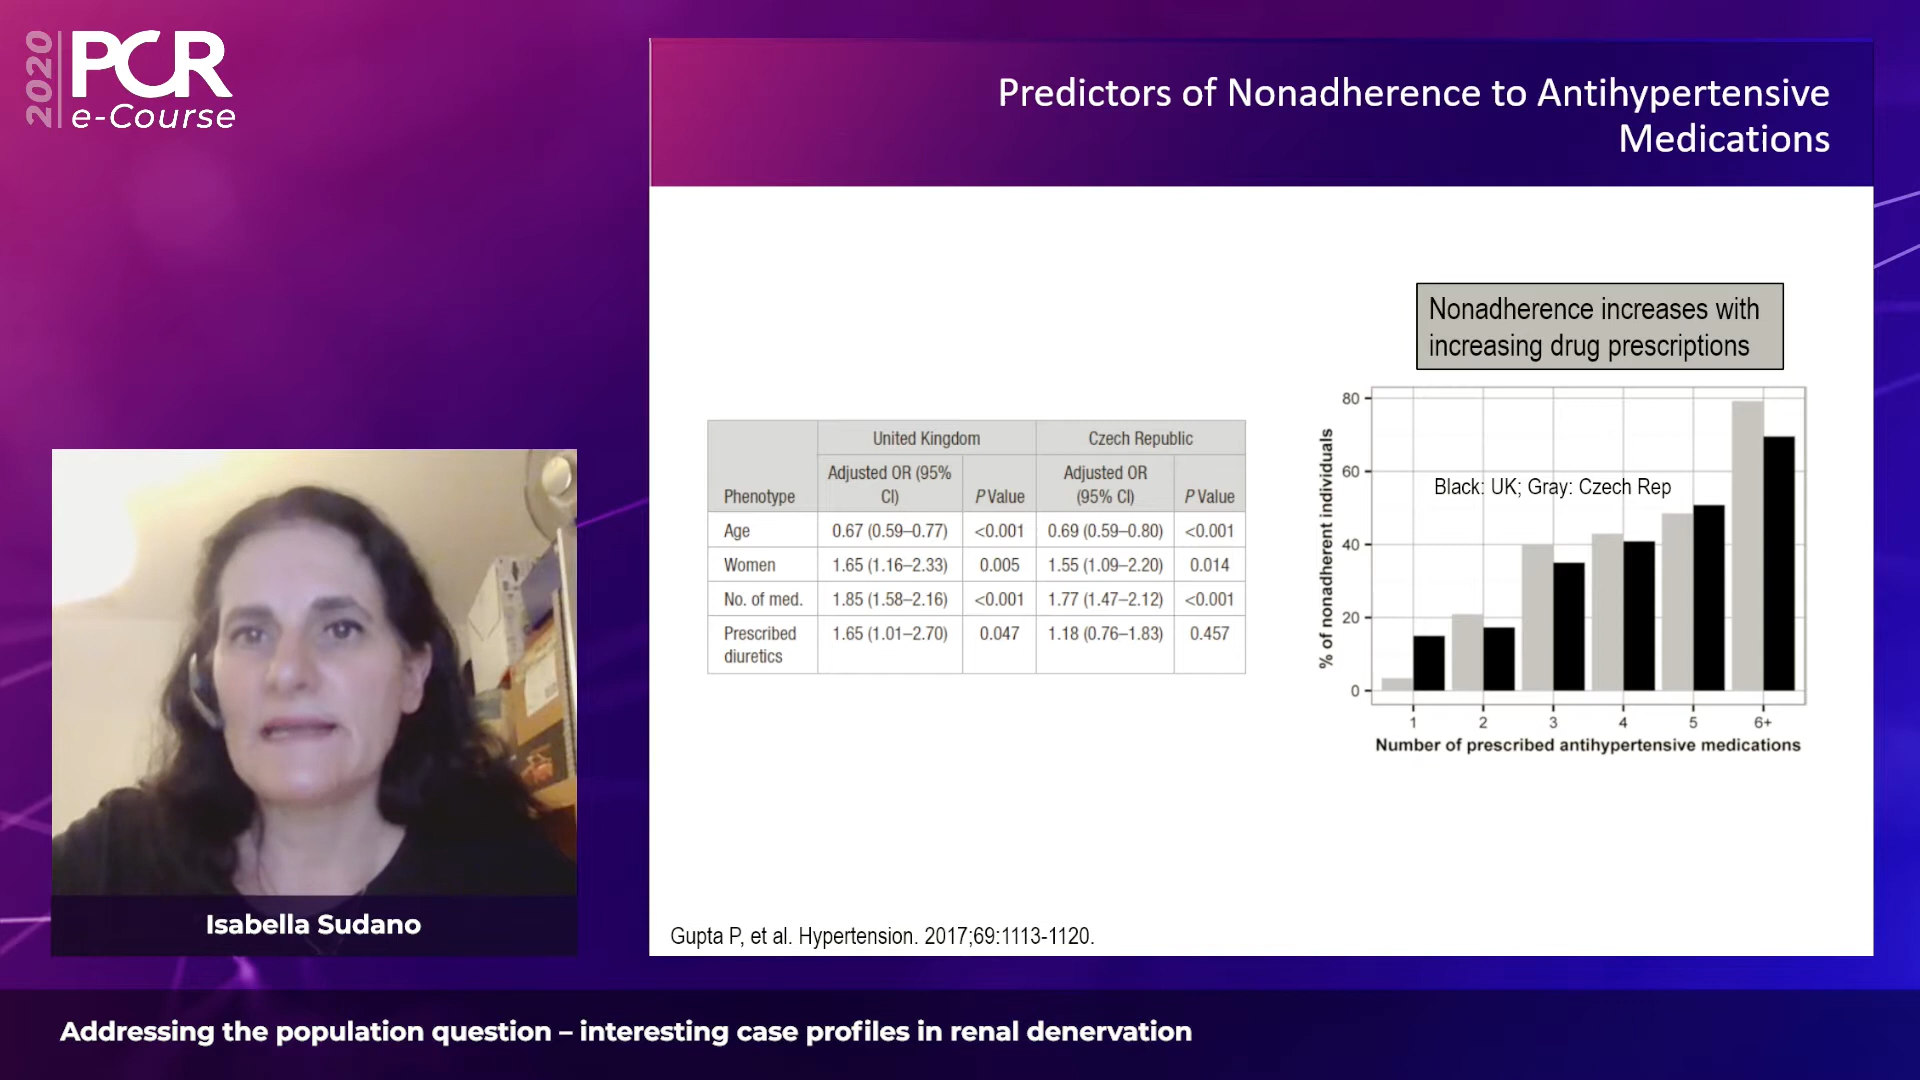 2020
PCR
e-Course
Predictors of Nonadherence to Antihypertensive
Medications
Nonadherence increases with
increasing drug prescriptions
United Kingdom Czech Republic
Phenotype Adjusted OR (95% CI) P Value Adjusted OR (95% CI) P Value
Age 0.67 (0.59–0.77) <0.001 0.69 (0.59–0.80) <0.001
Women 1.65 (1.16–2.33) 0.005 1.55 (1.09–2.20) 0.014
No. of med. 1.85 (1.58–2.16) <0.001 1.77 (1.47–2.12) <0.001
Prescribed diuretics 1.65 (1.01–2.70) 0.047 1.18 (0.76–1.83) 0.457
% of nonadherent individuals
80
60
40
20
0
Black: UK; Gray: Czech Rep
1 2 3 4 5 6+
Number of prescribed antihypertensive medications
Isabella Sudano
Gupta P, et al. Hypertension. 2017;69:1113-1120.
Addressing the population question – interesting case profiles in renal denervation